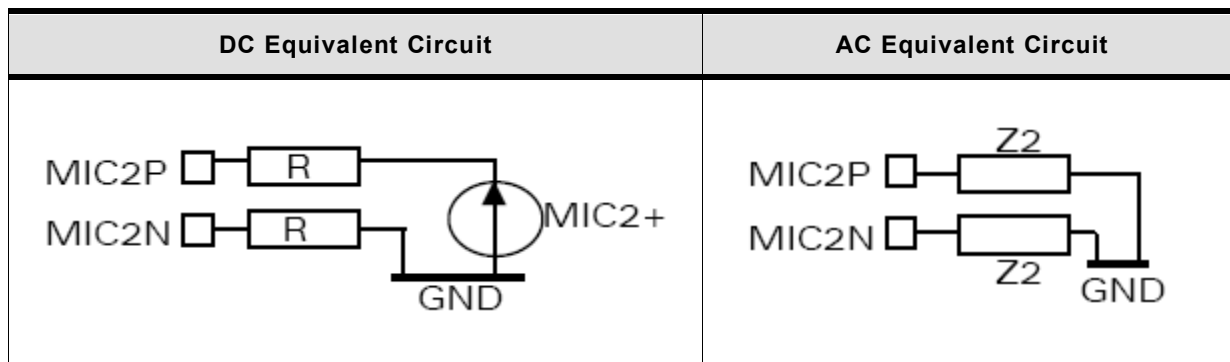 DC Equivalent Circuit
AC Equivalent Circuit
MIC2P
R
MIC2N
R
MIC2+
GND
Z2
MIC2P
MIC2N
Z2
GND